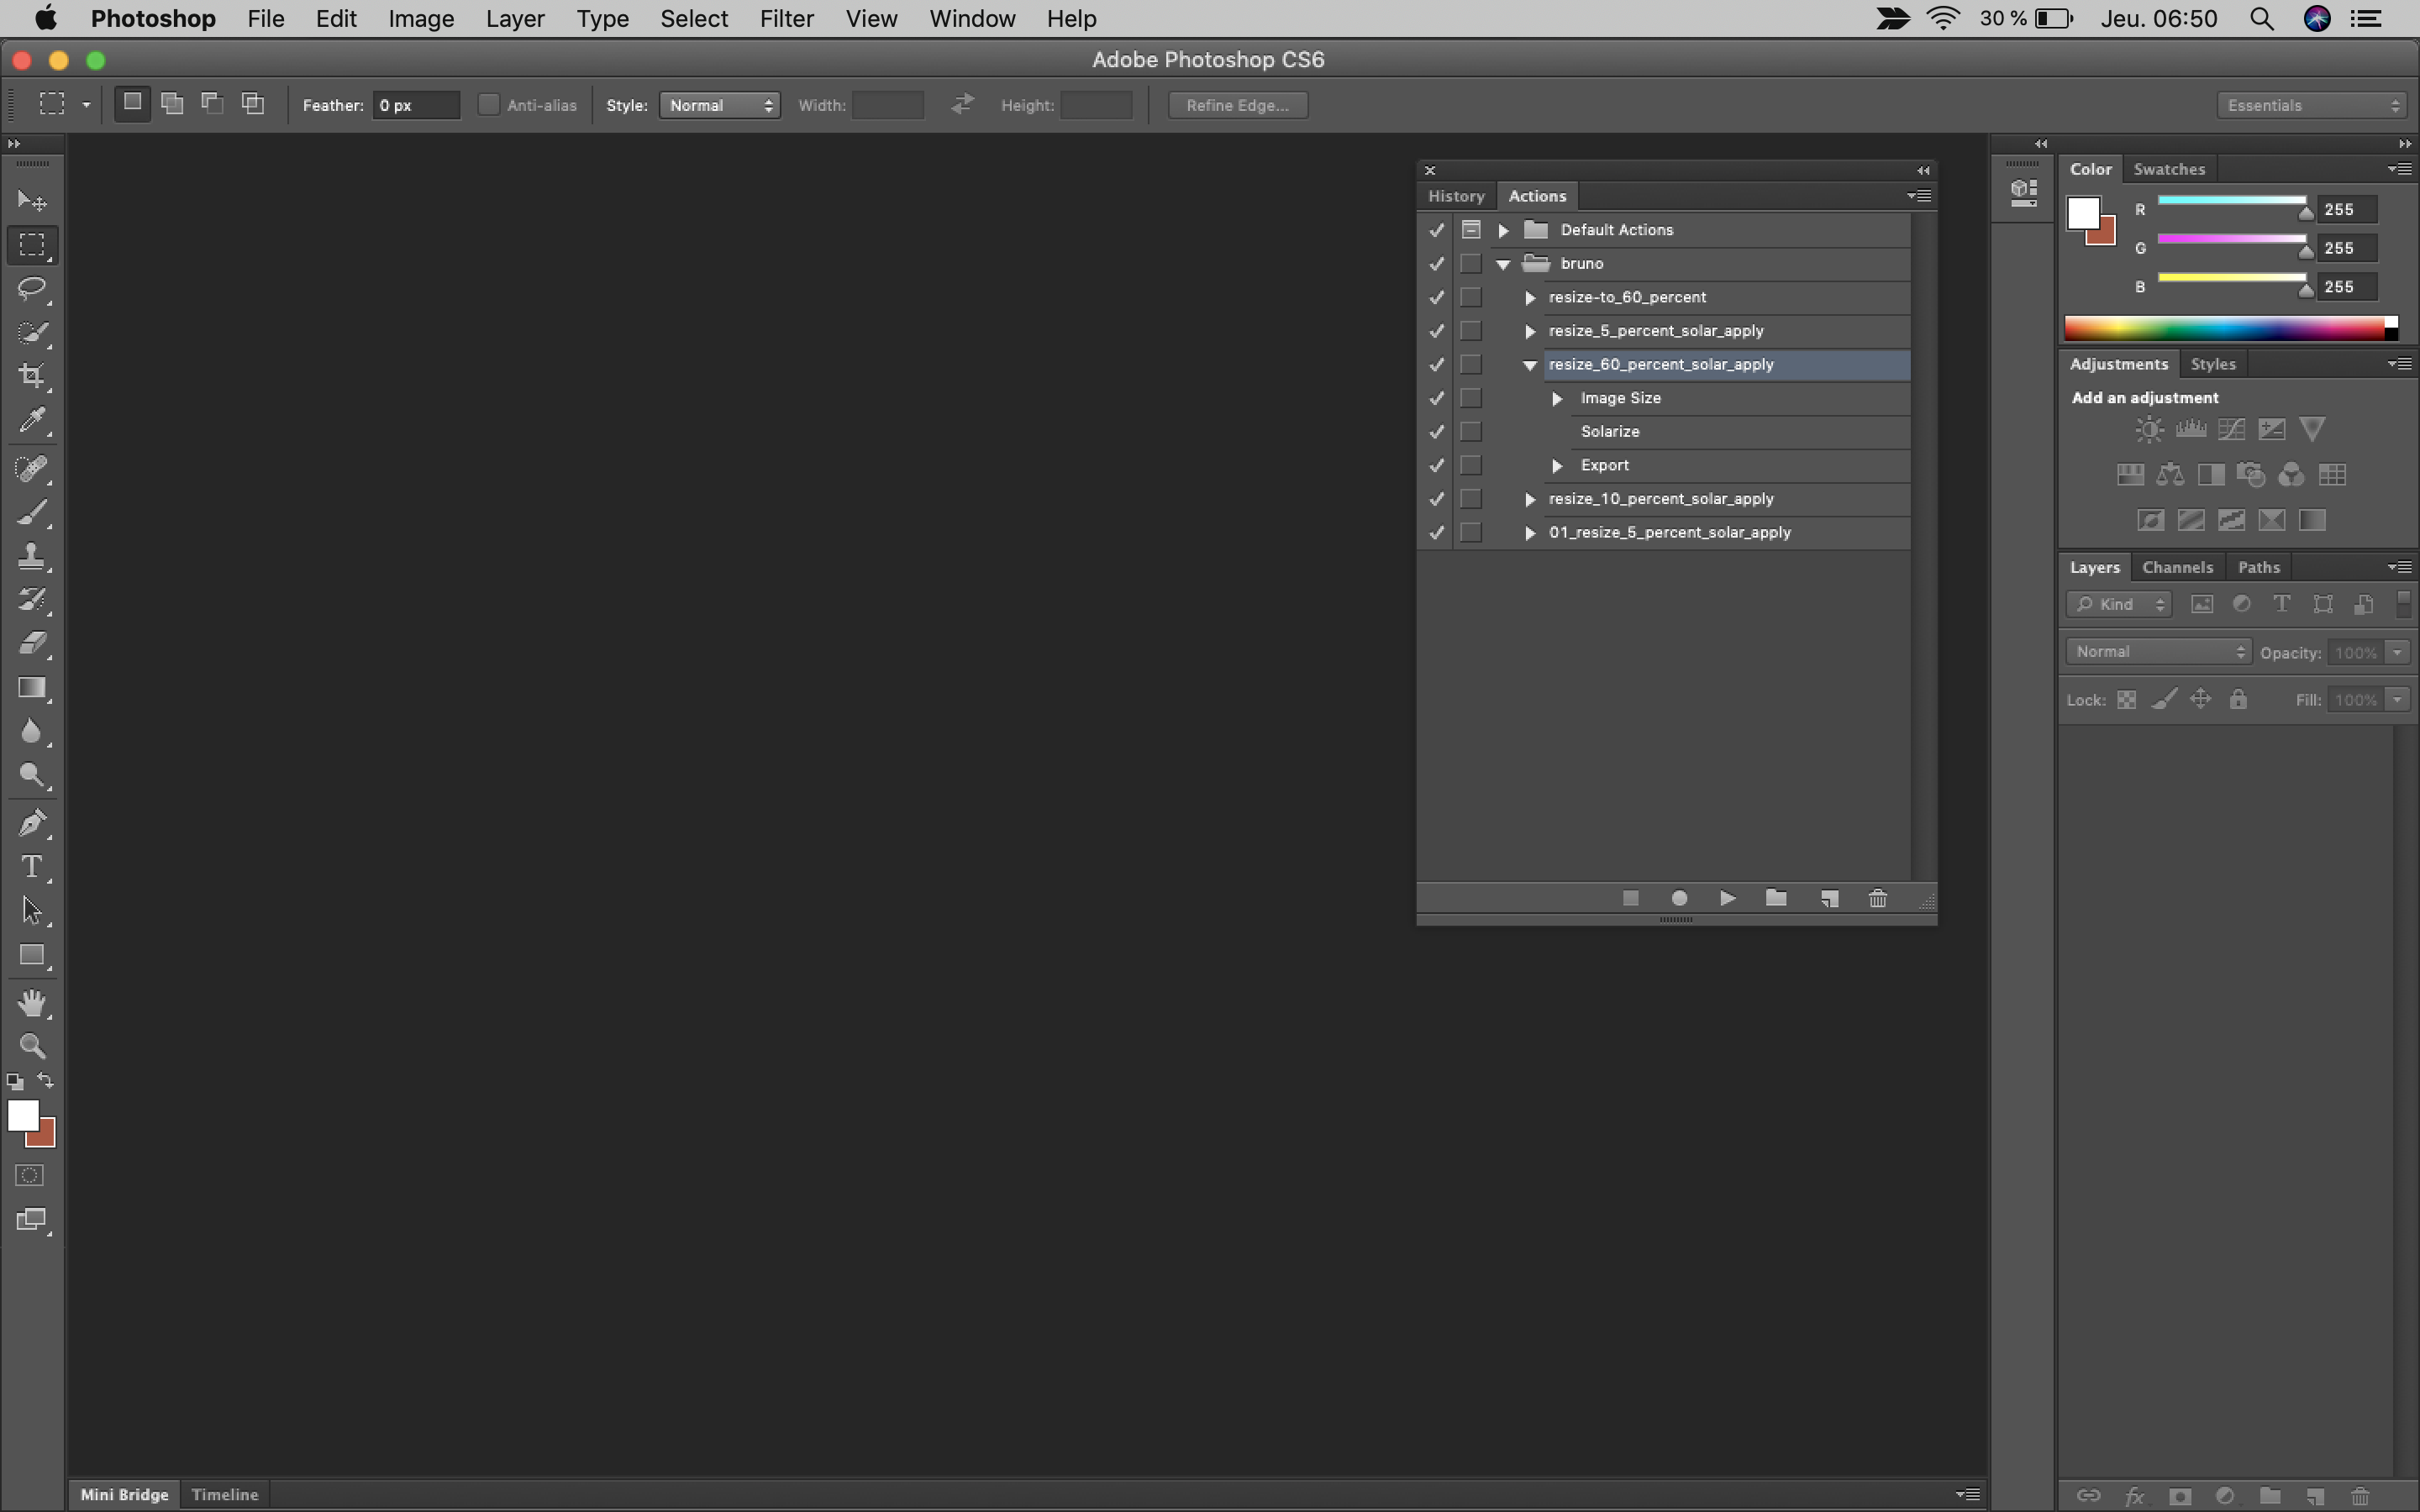 Photoshop File Edit Image Layer Type Select Filter View Window Help 30 % Jeu. 06:50
Adobe Photoshop CS6
Feather: 0 px Anti-alias Style: Normal Width: Height: Refine Edge... Essentials
History Actions
Default Actions
bruno
resize-to_60_percent
resize_5_percent_solar_apply
resize_60_percent_solar_apply
Image Size
Solarize
Export
resize_10_percent_solar_apply
01_resize_5_percent_solar_apply
Color Swatches
R 255
G 255
B 255
Adjustments Styles
Add an adjustment
Layers Channels Paths
Kind
Normal Opacity: 100%
Lock: Fill: 100%
Mini Bridge Timeline
fx